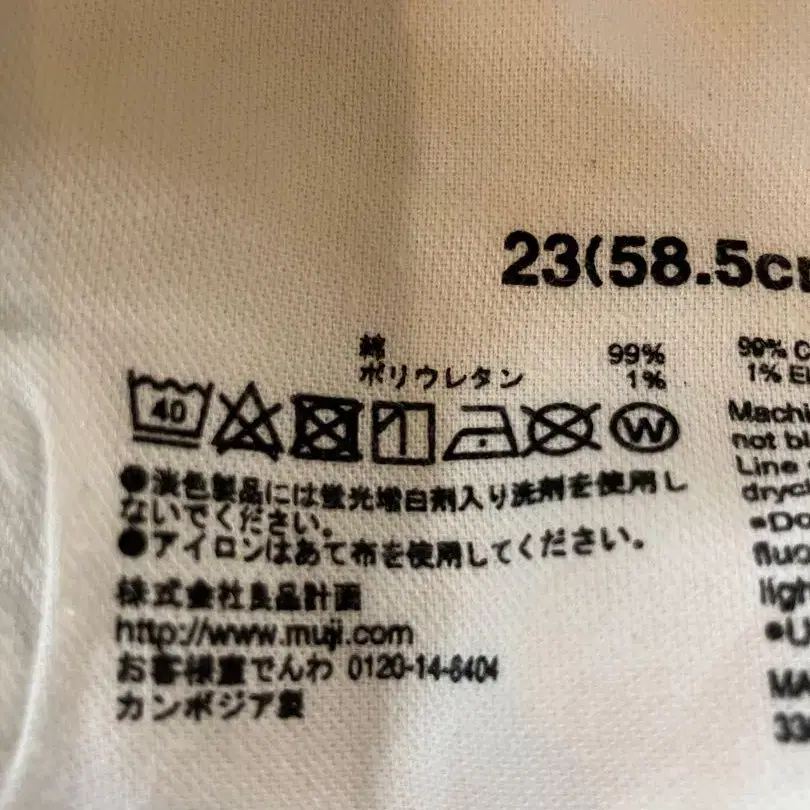 23(58.5c
綿 99%
ポリウレタン 1%
40
W
●淡色製品には蛍光増白剤入り洗剤を使用し
ないでください。
●アイロンはあて布を使用してください。
株式会社良品計画
http://www.muji.com
お客様室でんわ 0120-14-6404
カンボジア製
99% C
1% El
Machi
not bl
Line
drycl
●Do
fluo
ligh
●U
MA
33